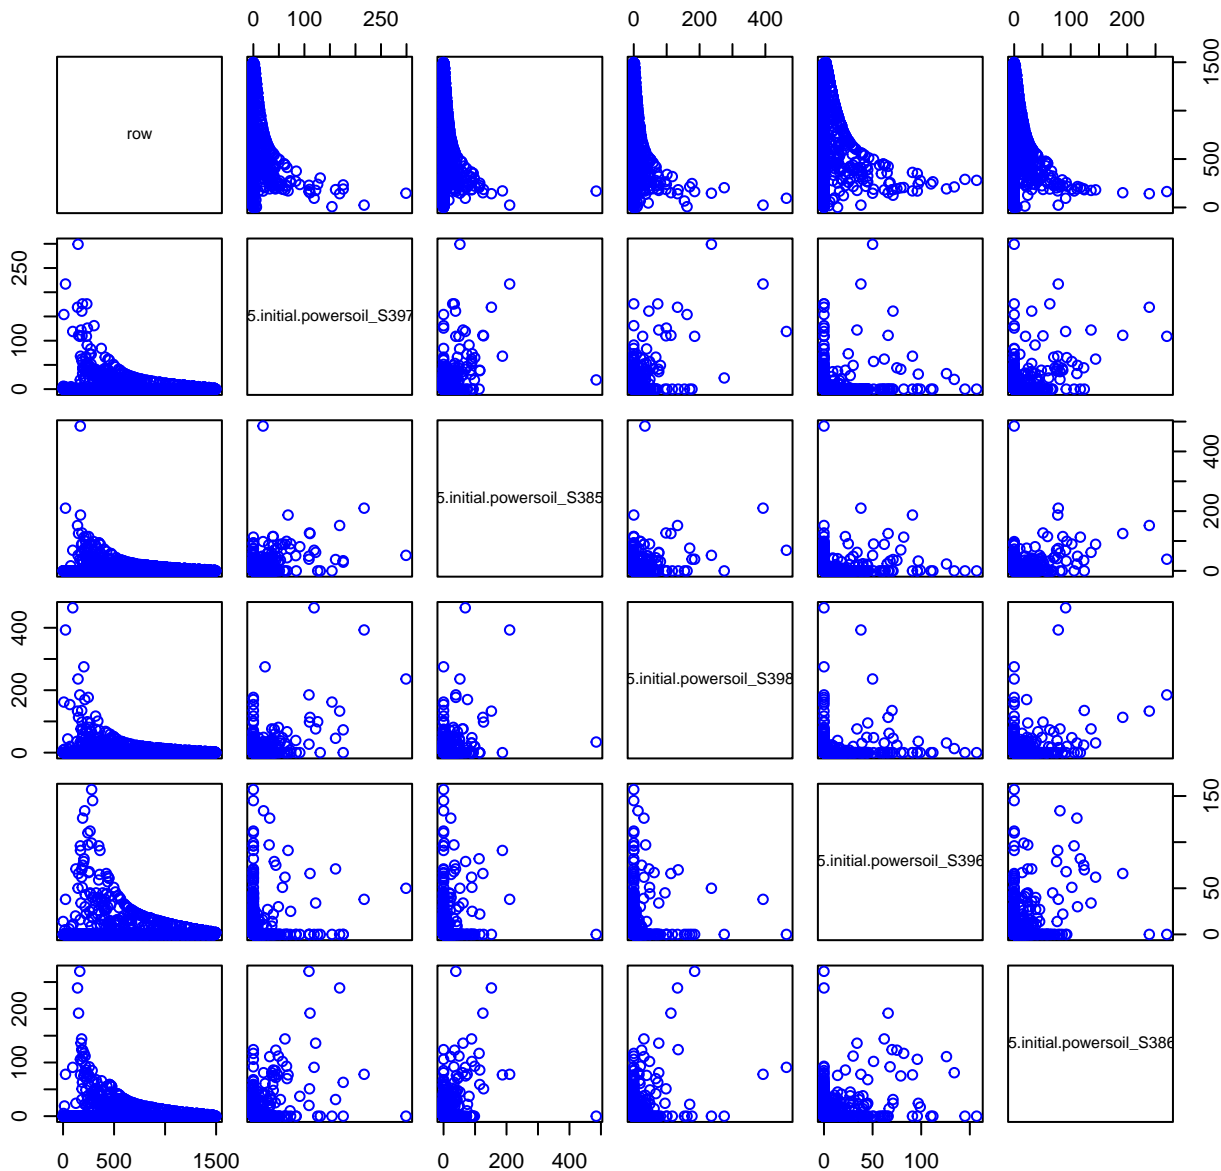 0 100 250
0 200 400
0 100 200
row
0 500 1500
0 100 250
5.initial.powersoil_S397
5.initial.powersoil_S385
0 200 400
0 200 400
5.initial.powersoil_S398
5.initial.powersoil_S396
0 50 150
0 100 200
5.initial.powersoil_S386
0 500 1500
0 200 400
0 50 100